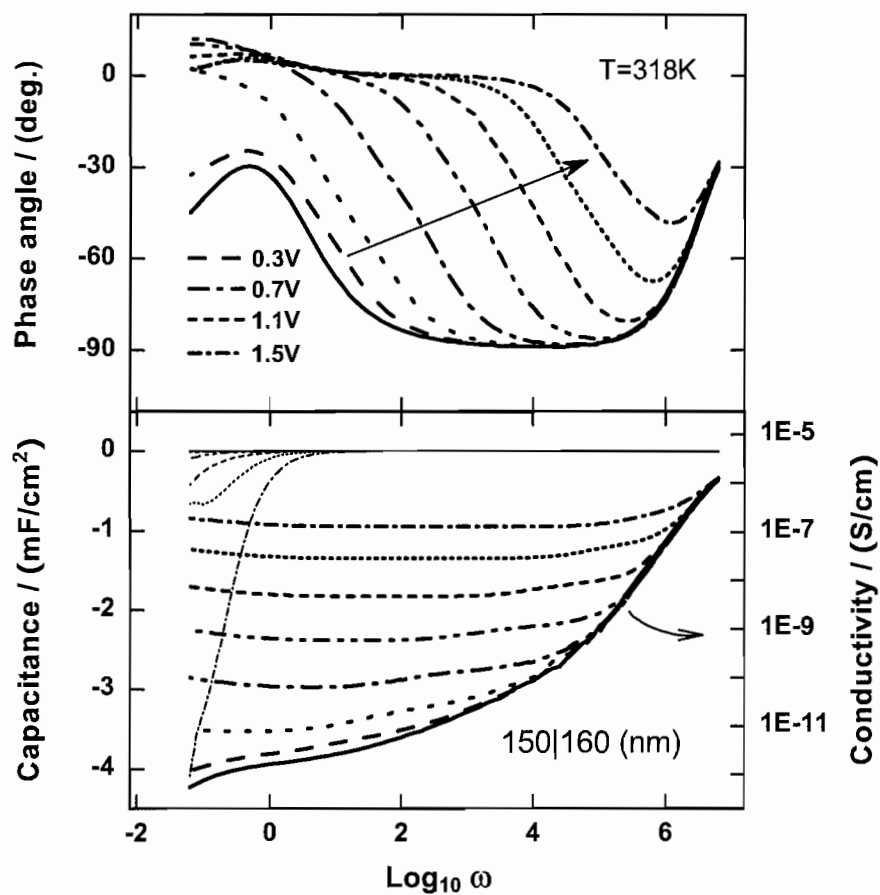 Phase angle / (deg.)
0
-30
-60
-90
T=318K
0.3V
0.7V
1.1V
1.5V
Capacitance / (mF/cm²)
0
-1
-2
-3
-4
1E-5
1E-7
1E-9
1E-11
Conductivity / (S/cm)
150|160 (nm)
-2 0 2 4 6
Log₁₀ ω